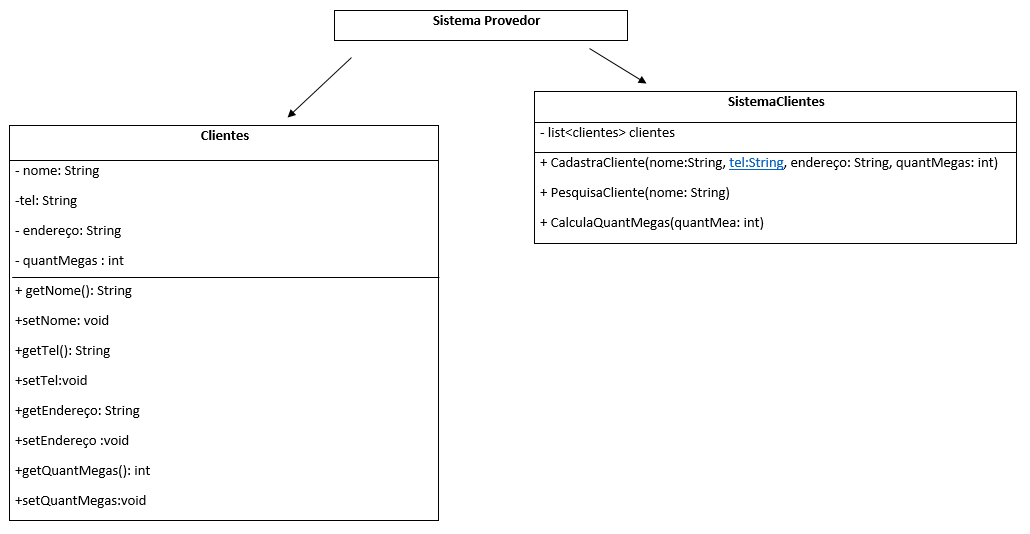 Sistema Provedor
Clientes
- nome: String
-tel: String
- endereço: String
- quantMegas : int
+ getNome(): String
+setNome: void
+getTel(): String
+setTel:void
+getEndereço: String
+setEndereço :void
+getQuantMegas(): int
+setQuantMegas:void
SistemaClientes
- list<clientes> clientes
+ CadastraCliente(nome:String, tel:String, endereço: String, quantMegas: int)
+ PesquisaCliente(nome: String)
+ CalculaQuantMegas(quantMea: int)